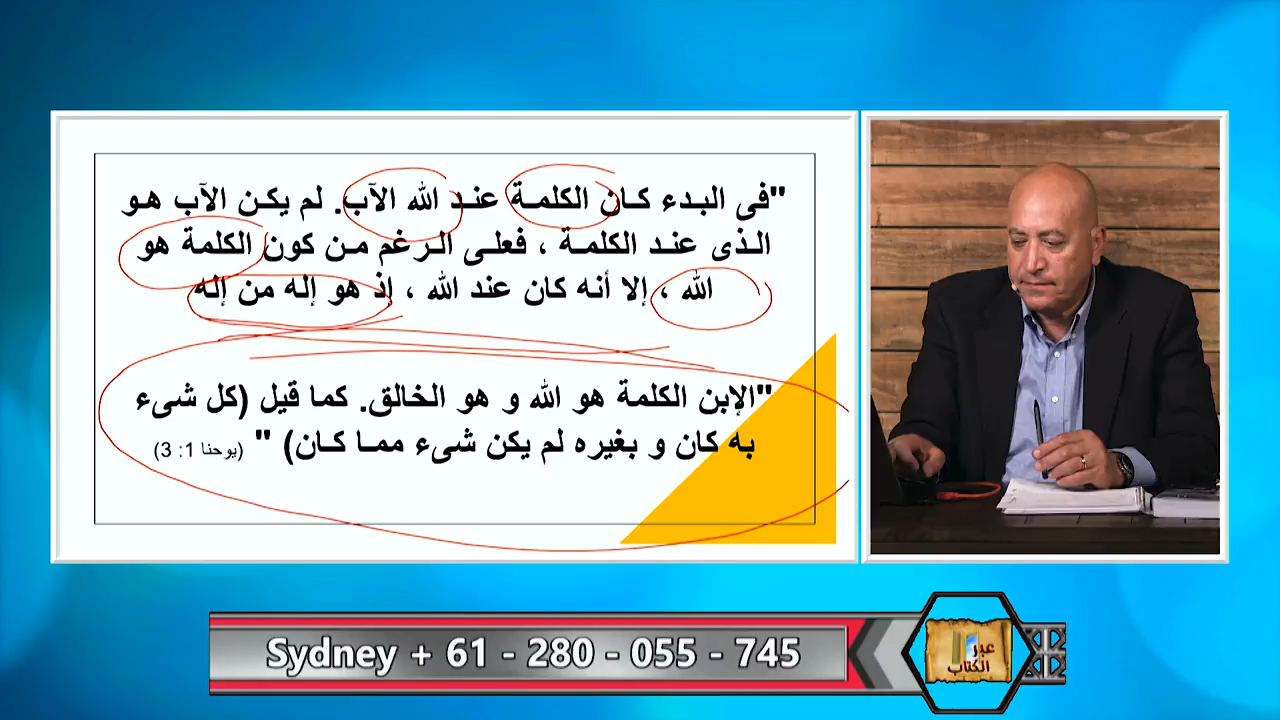 "فى البدء كان الكلمة عند الله الآب. لم يكن الآب هو
الذى عند الكلمة ، فعلى الرغم من كون الكلمة هو
الله ، إلا أنه كان عند الله ، إذ هو إله من إله
"الإبن الكلمة هو الله و هو الخالق. كما قيل (كل شىء
به كان و بغيره لم يكن شىء مما كان) " (يوحنا 1: 3)
Sydney + 61 - 280 - 055 - 745
عبر
الكتاب